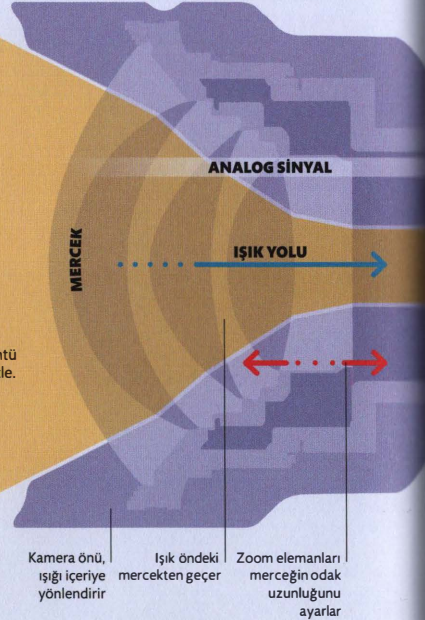 ANALOG SİNYAL
MERCEK
IŞIK YOLU
Kamera önü,
ışığı içeriye
yönlendirir
Işık öndeki
mercekten geçer
Zoom elemanları
merceğin odak
uzunluğunu
ayarlar